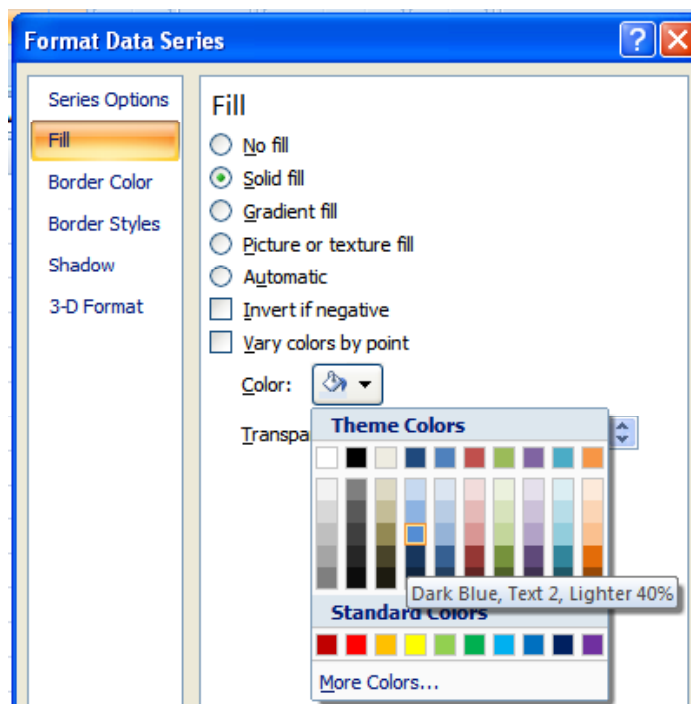 Format Data Series
?
Series Options
Fill
Border Color
Border Styles
Shadow
3-D Format
Fill
No fill
Solid fill
Gradient fill
Picture or texture fill
Automatic
Invert if negative
Vary colors by point
Color:
Theme Colors
Dark Blue, Text 2, Lighter 40%
Standard Colors
More Colors...